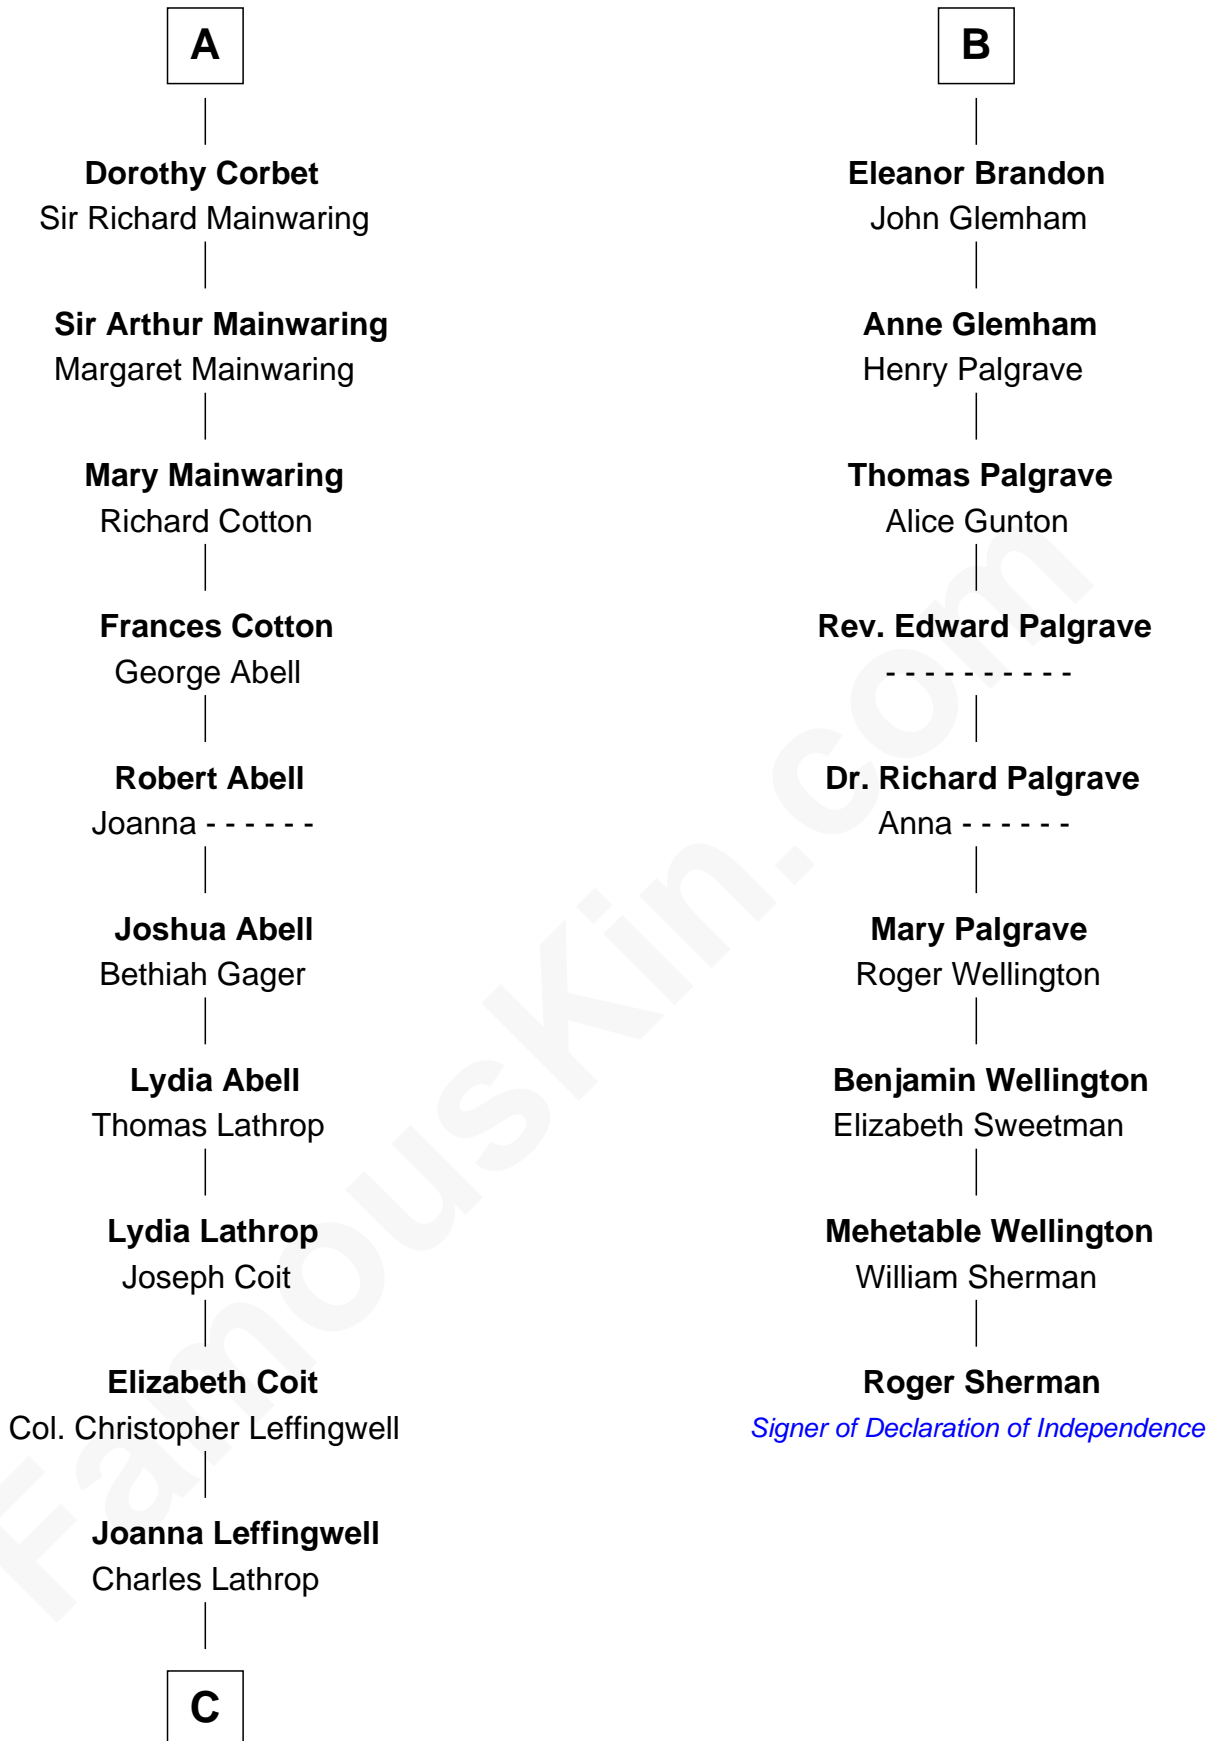 A
Dorothy Corbet
Sir Richard Mainwaring
Sir Arthur Mainwaring
Margaret Mainwaring
Mary Mainwaring
Richard Cotton
Frances Cotton
George Abell
Robert Abell
Joanna - - - - - -
Joshua Abell
Bethiah Gager
Lydia Abell
Thomas Lathrop
Lydia Lathrop
Joseph Coit
Elizabeth Coit
Col. Christopher Leffingwell
Joanna Leffingwell
Charles Lathrop
C
B
Eleanor Brandon
John Glemham
Anne Glemham
Henry Palgrave
Thomas Palgrave
Alice Gunton
Rev. Edward Palgrave
- - - - - - - - - -
Dr. Richard Palgrave
Anna - - - - - -
Mary Palgrave
Roger Wellington
Benjamin Wellington
Elizabeth Sweetman
Mehetable Wellington
William Sherman
Roger Sherman
Signer of Declaration of Independence
FamousKin.com